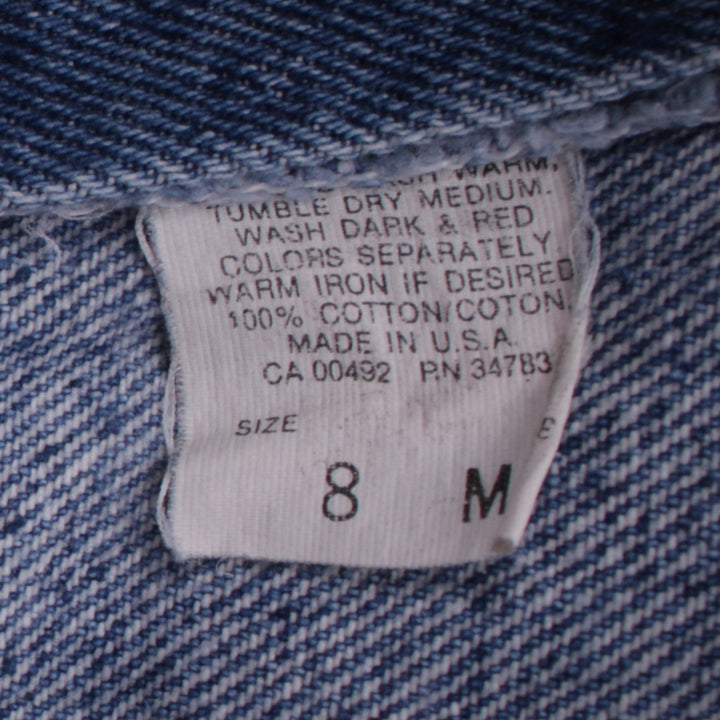 WARM,
TUMBLE DRY MEDIUM.
WASH DARK & RED
COLORS SEPARATELY
WARM IRON IF DESIRED
100% COTTON/COTON.
MADE IN U.S.A.
CA 00492 RN 34783
SIZE
8 M